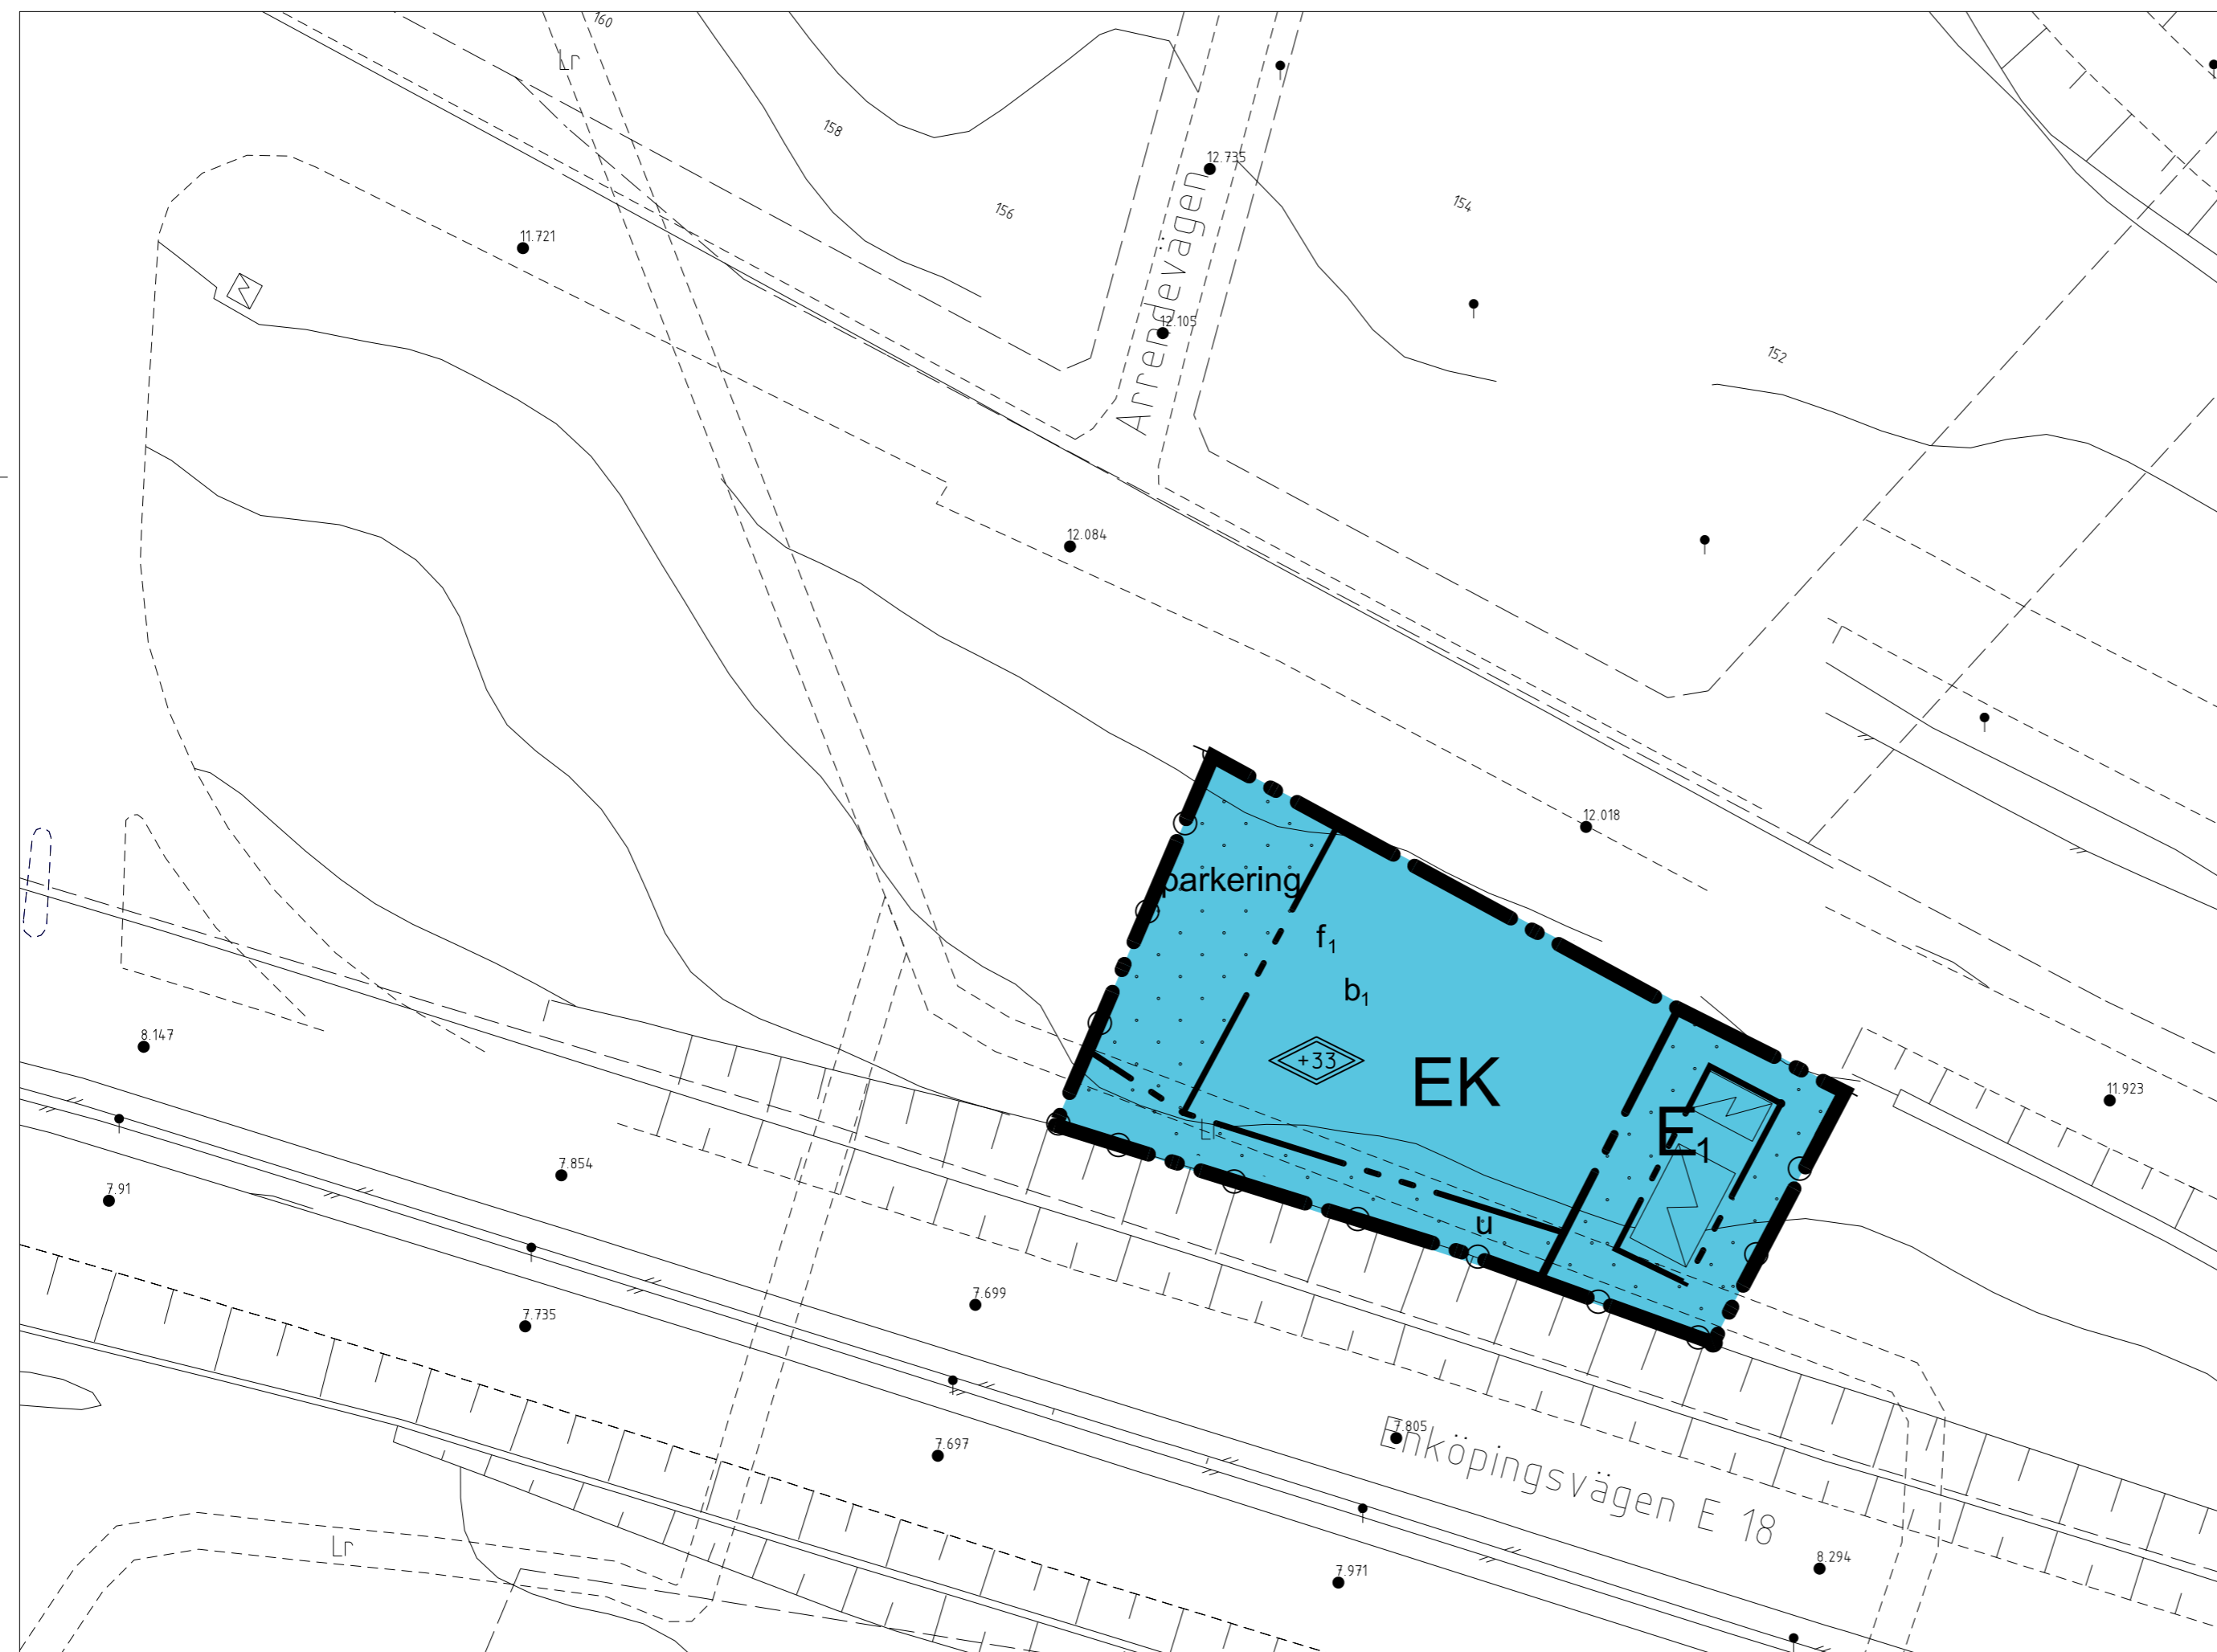 160
Lr
158
12.735
156
154
11.721
Arrendevägen
12.105
152
12.084
12.018
parkering
f₁
b₁
8.147
+33
EK
11.923
E₁
Lr
7.854
7.91
u
7.699
7.735
7.805
7.697
Enköpingsvägen E 18
Lr
8.294
7.971